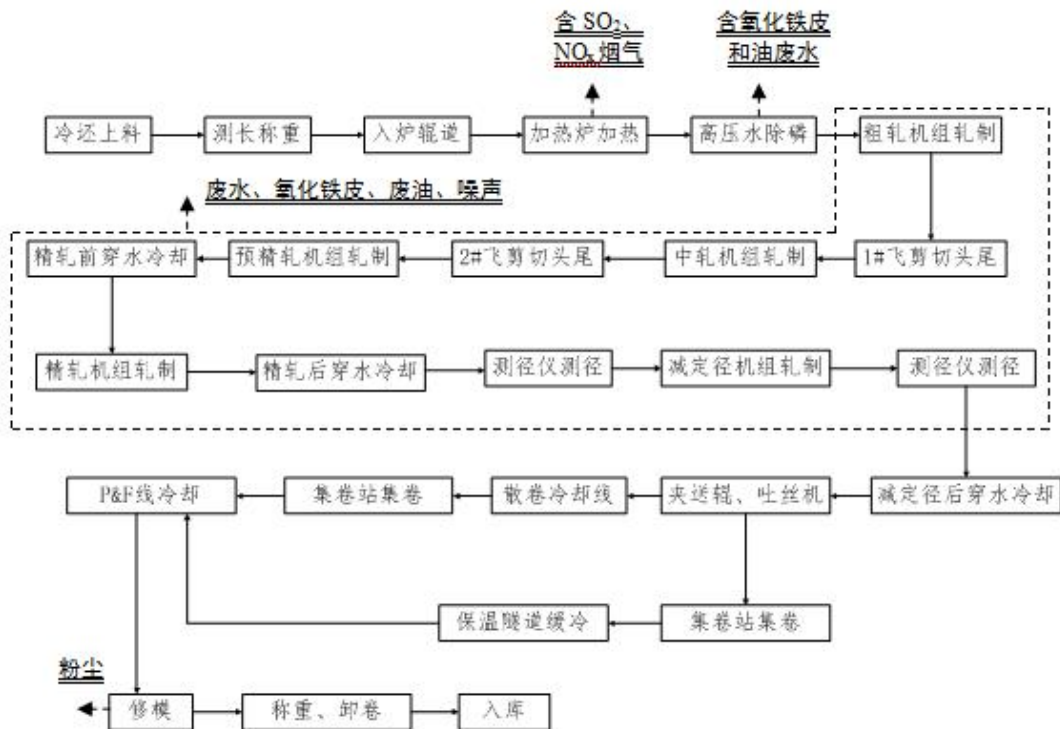 含 SO₂、
NOₓ 烟气
含氧化铁皮
和油废水
冷坯上料
测长称重
入炉辊道
加热炉加热
高压水除磷
粗轧机组轧制
废水、氧化铁皮、废油、噪声
精轧前穿水冷却
预精轧机组轧制
2#飞剪切头尾
中轧机组轧制
1#飞剪切头尾
精轧机组轧制
精轧后穿水冷却
测径仪测径
减定径机组轧制
测径仪测径
P&F线冷却
集卷站集卷
散卷冷却线
夹送辊、吐丝机
减定径后穿水冷却
保温隧道缓冷
集卷站集卷
粉尘
修模
称重、卸卷
入库